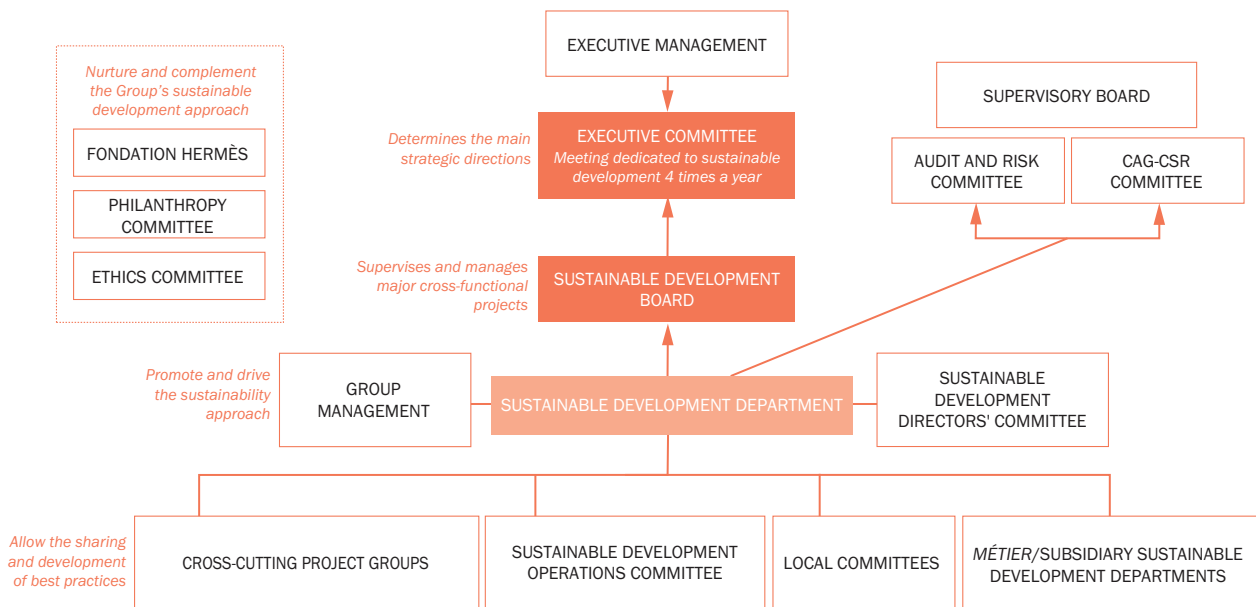 EXECUTIVE MANAGEMENT
Nurture and complement
the Group's sustainable
development approach
FONDATION HERMÈS
PHILANTHROPY
COMMITTEE
ETHICS COMMITTEE
Determines the main
strategic directions
EXECUTIVE COMMITTEE
Meeting dedicated to sustainable
development 4 times a year
SUPERVISORY BOARD
AUDIT AND RISK
COMMITTEE
CAG-CSR
COMMITTEE
Supervises and manages
major cross-functional
projects
SUSTAINABLE DEVELOPMENT
BOARD
Promote and drive
the sustainability
approach
GROUP
MANAGEMENT
SUSTAINABLE DEVELOPMENT DEPARTMENT
SUSTAINABLE
DEVELOPMENT
DIRECTORS' COMMITTEE
Allow the sharing
and development
of best practices
CROSS-CUTTING PROJECT GROUPS
SUSTAINABLE DEVELOPMENT
OPERATIONS COMMITTEE
LOCAL COMMITTEES
MÉTIER/SUBSIDIARY SUSTAINABLE
DEVELOPMENT DEPARTMENTS